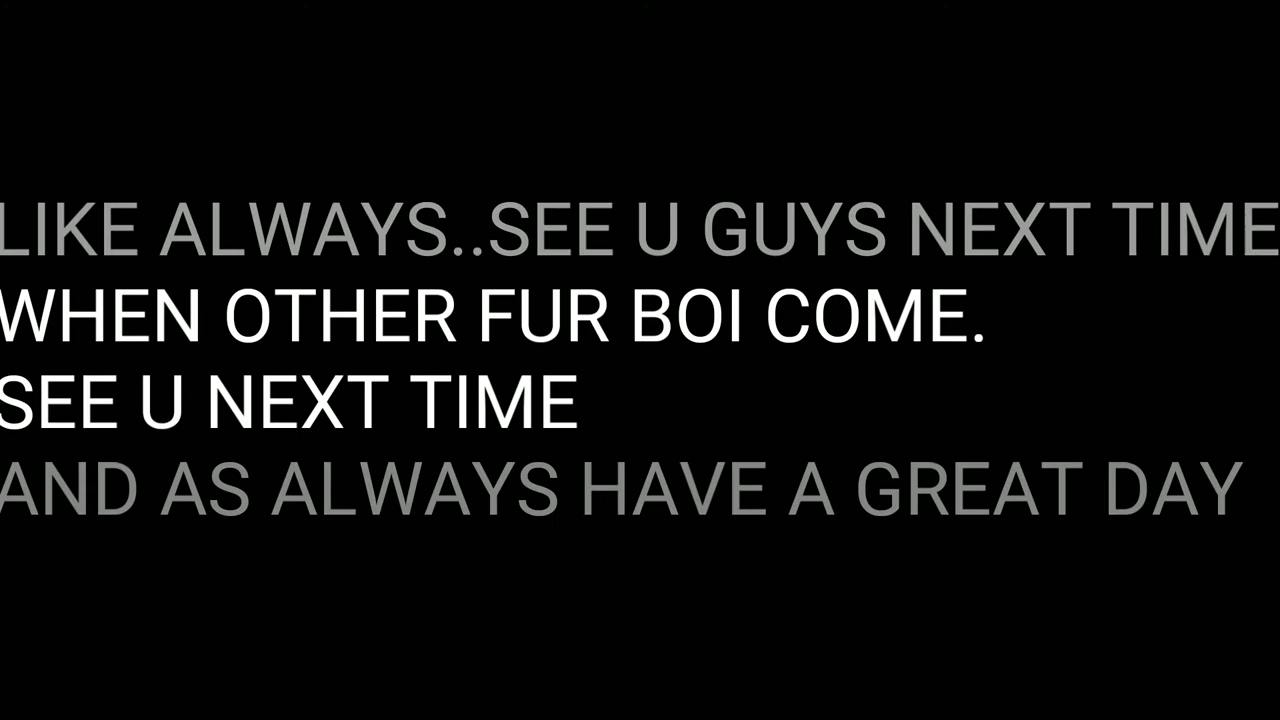 LIKE ALWAYS..SEE U GUYS NEXT TIME
WHEN OTHER FUR BOI COME.
SEE U NEXT TIME
AND AS ALWAYS HAVE A GREAT DAY